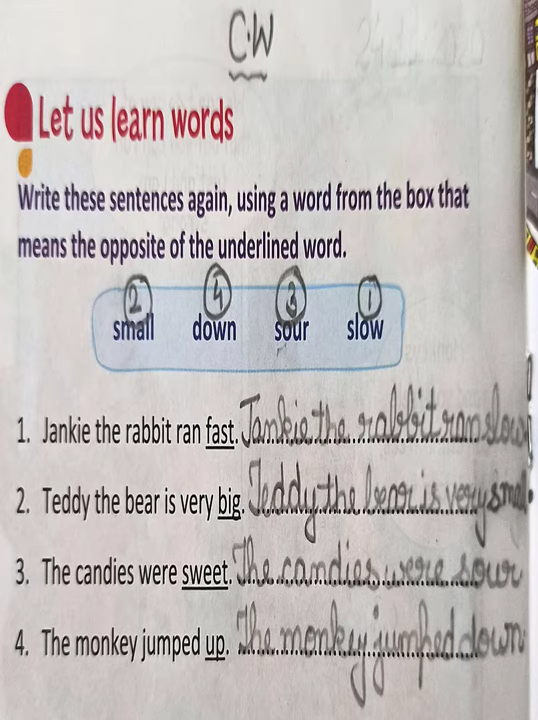 C.W
Let us learn words
Write these sentences again, using a word from the box that
means the opposite of the underlined word.
2 4 3 1
small down sour slow
1. Jankie the rabbit ran fast. Jankie the rabbit ran slow
2. Teddy the bear is very big. Teddy the bear is very small.
3. The candies were sweet. The candies were sour
4. The monkey jumped up. The monkey jumped down